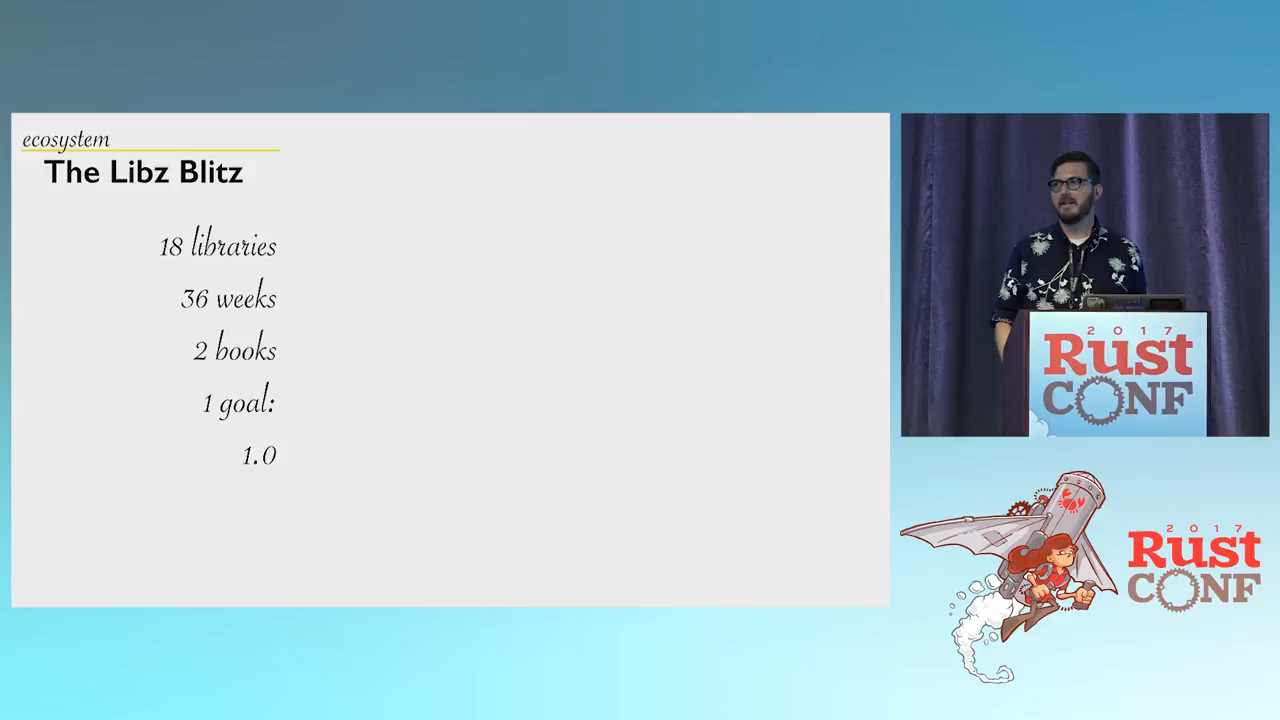 ecosystem
The Libz Blitz
18 libraries
36 weeks
2 books
1 goal:
1.0
2017
Rust
CONF
2017
Rust
CONF